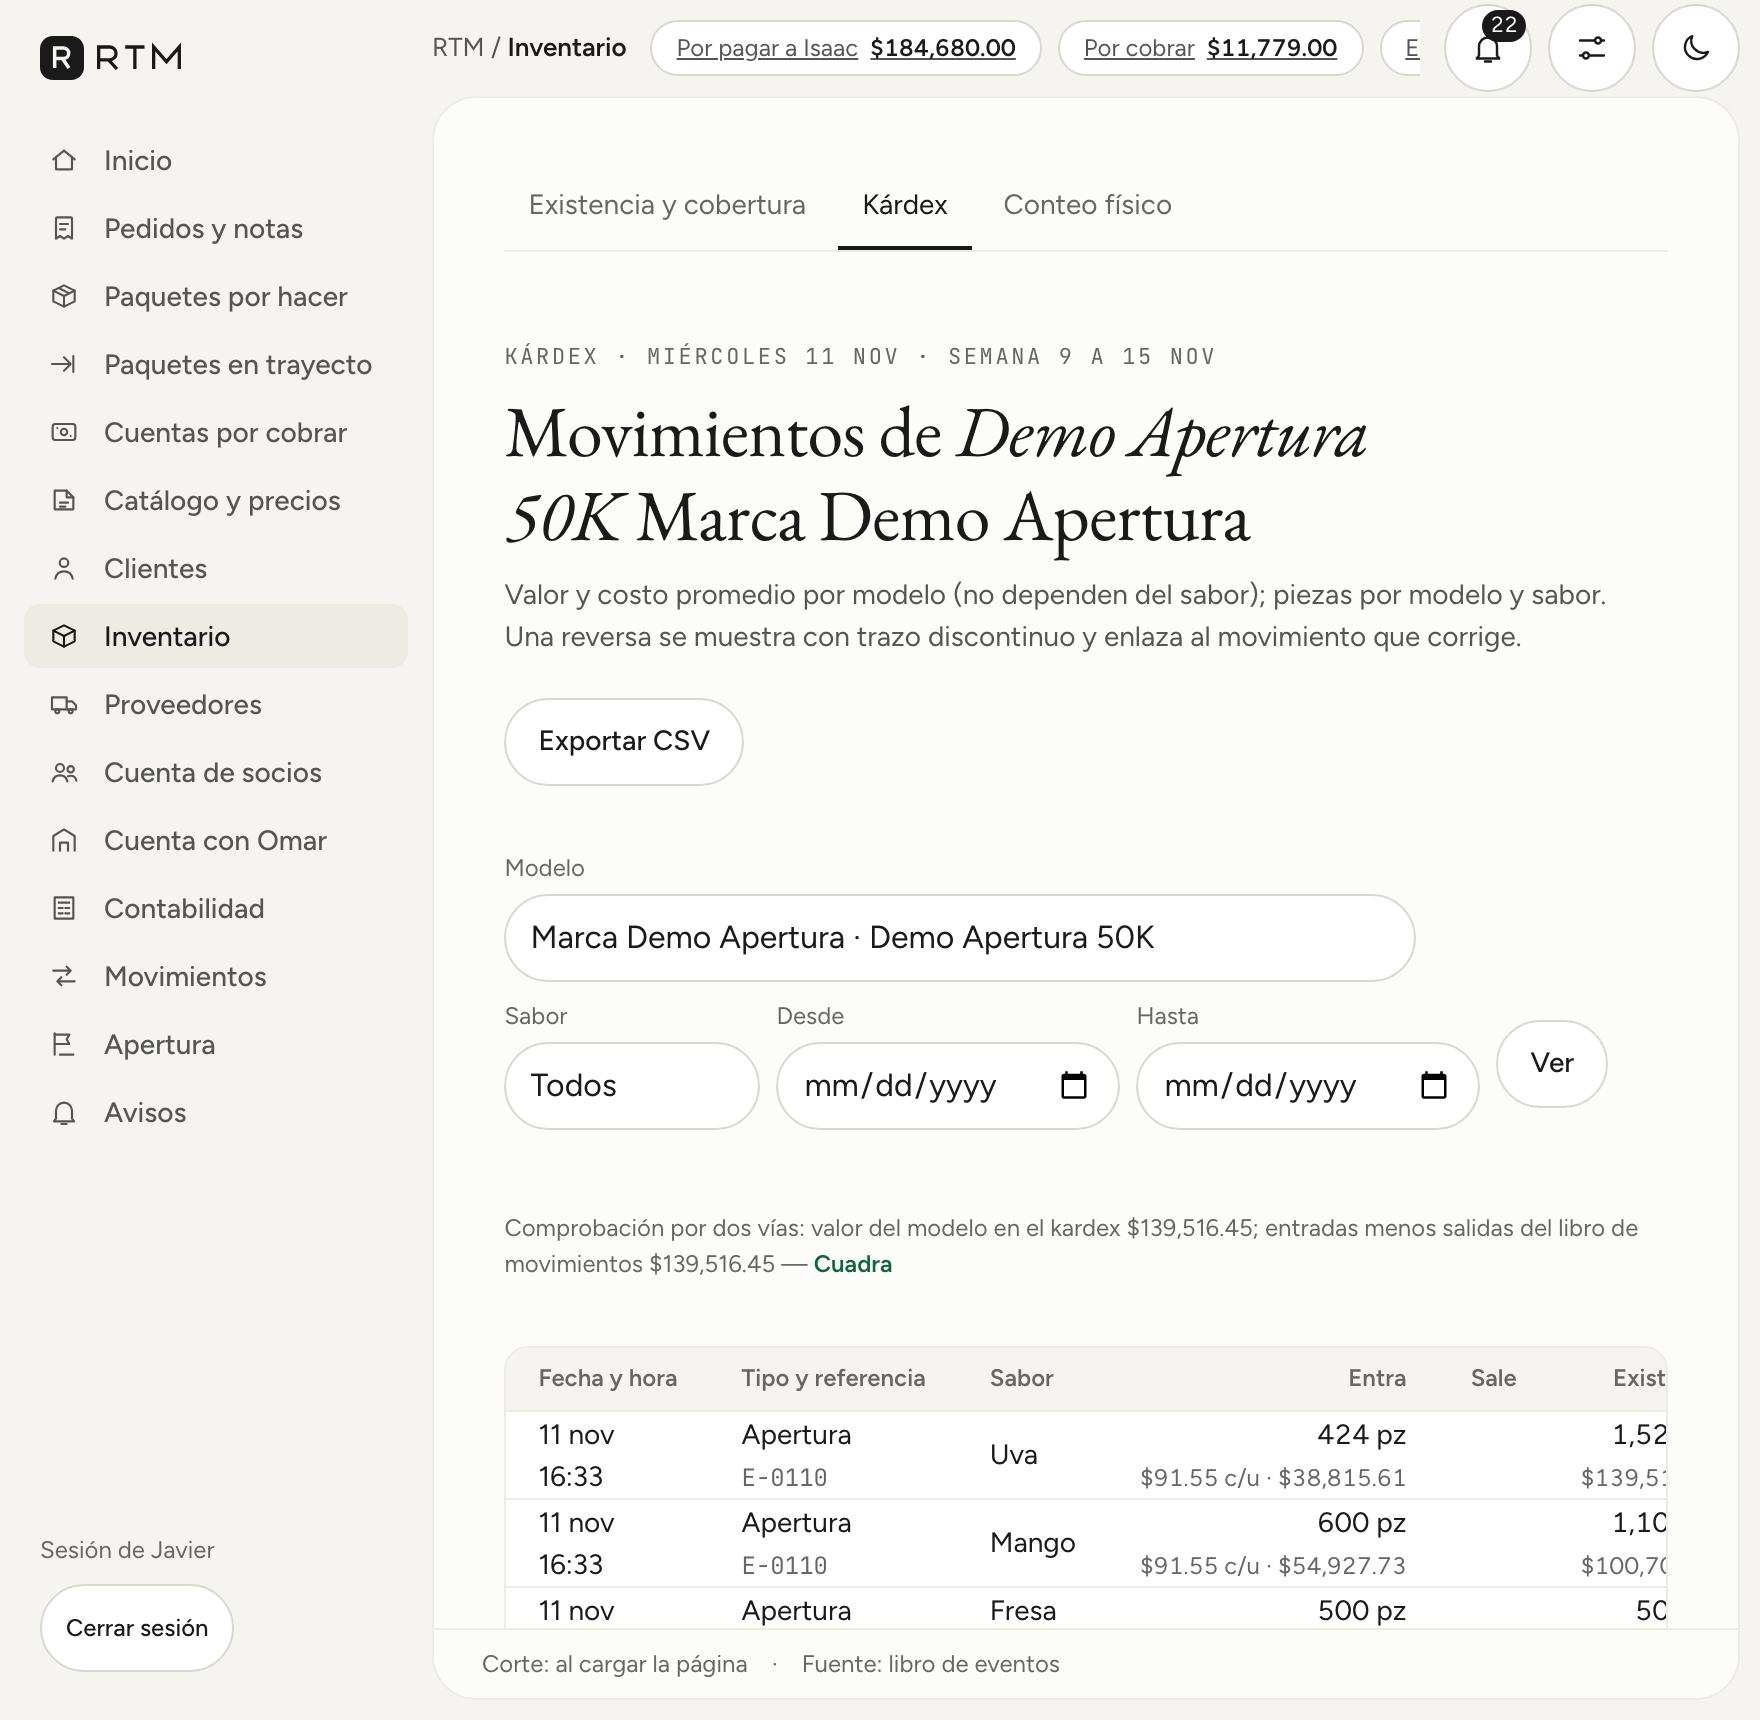 R RTM
RTM / Inventario
Por pagar a Isaac $184,680.00
Por cobrar $11,779.00
22
Inicio
Pedidos y notas
Paquetes por hacer
Paquetes en trayecto
Cuentas por cobrar
Catálogo y precios
Clientes
Inventario
Proveedores
Cuenta de socios
Cuenta con Omar
Contabilidad
Movimientos
Apertura
Avisos
Sesión de Javier
Cerrar sesión
Existencia y cobertura
Kárdex
Conteo físico
KÁRDEX · MIÉRCOLES 11 NOV · SEMANA 9 A 15 NOV
Movimientos de Demo Apertura
50K Marca Demo Apertura
Valor y costo promedio por modelo (no dependen del sabor); piezas por modelo y sabor.
Una reversa se muestra con trazo discontinuo y enlaza al movimiento que corrige.
Exportar CSV
Modelo
Marca Demo Apertura · Demo Apertura 50K
Sabor Desde Hasta
Todos mm/dd/yyyy mm/dd/yyyy Ver
Comprobación por dos vías: valor del modelo en el kardex $139,516.45; entradas menos salidas del libro de
movimientos $139,516.45 — Cuadra
Fecha y hora Tipo y referencia Sabor Entra Sale
11 nov Apertura Uva 424 pz
16:33 E-0110 $91.55 c/u · $38,815.61
11 nov Apertura Mango 600 pz
16:33 E-0110 $91.55 c/u · $54,927.73
11 nov Apertura Fresa 500 pz
Corte: al cargar la página · Fuente: libro de eventos